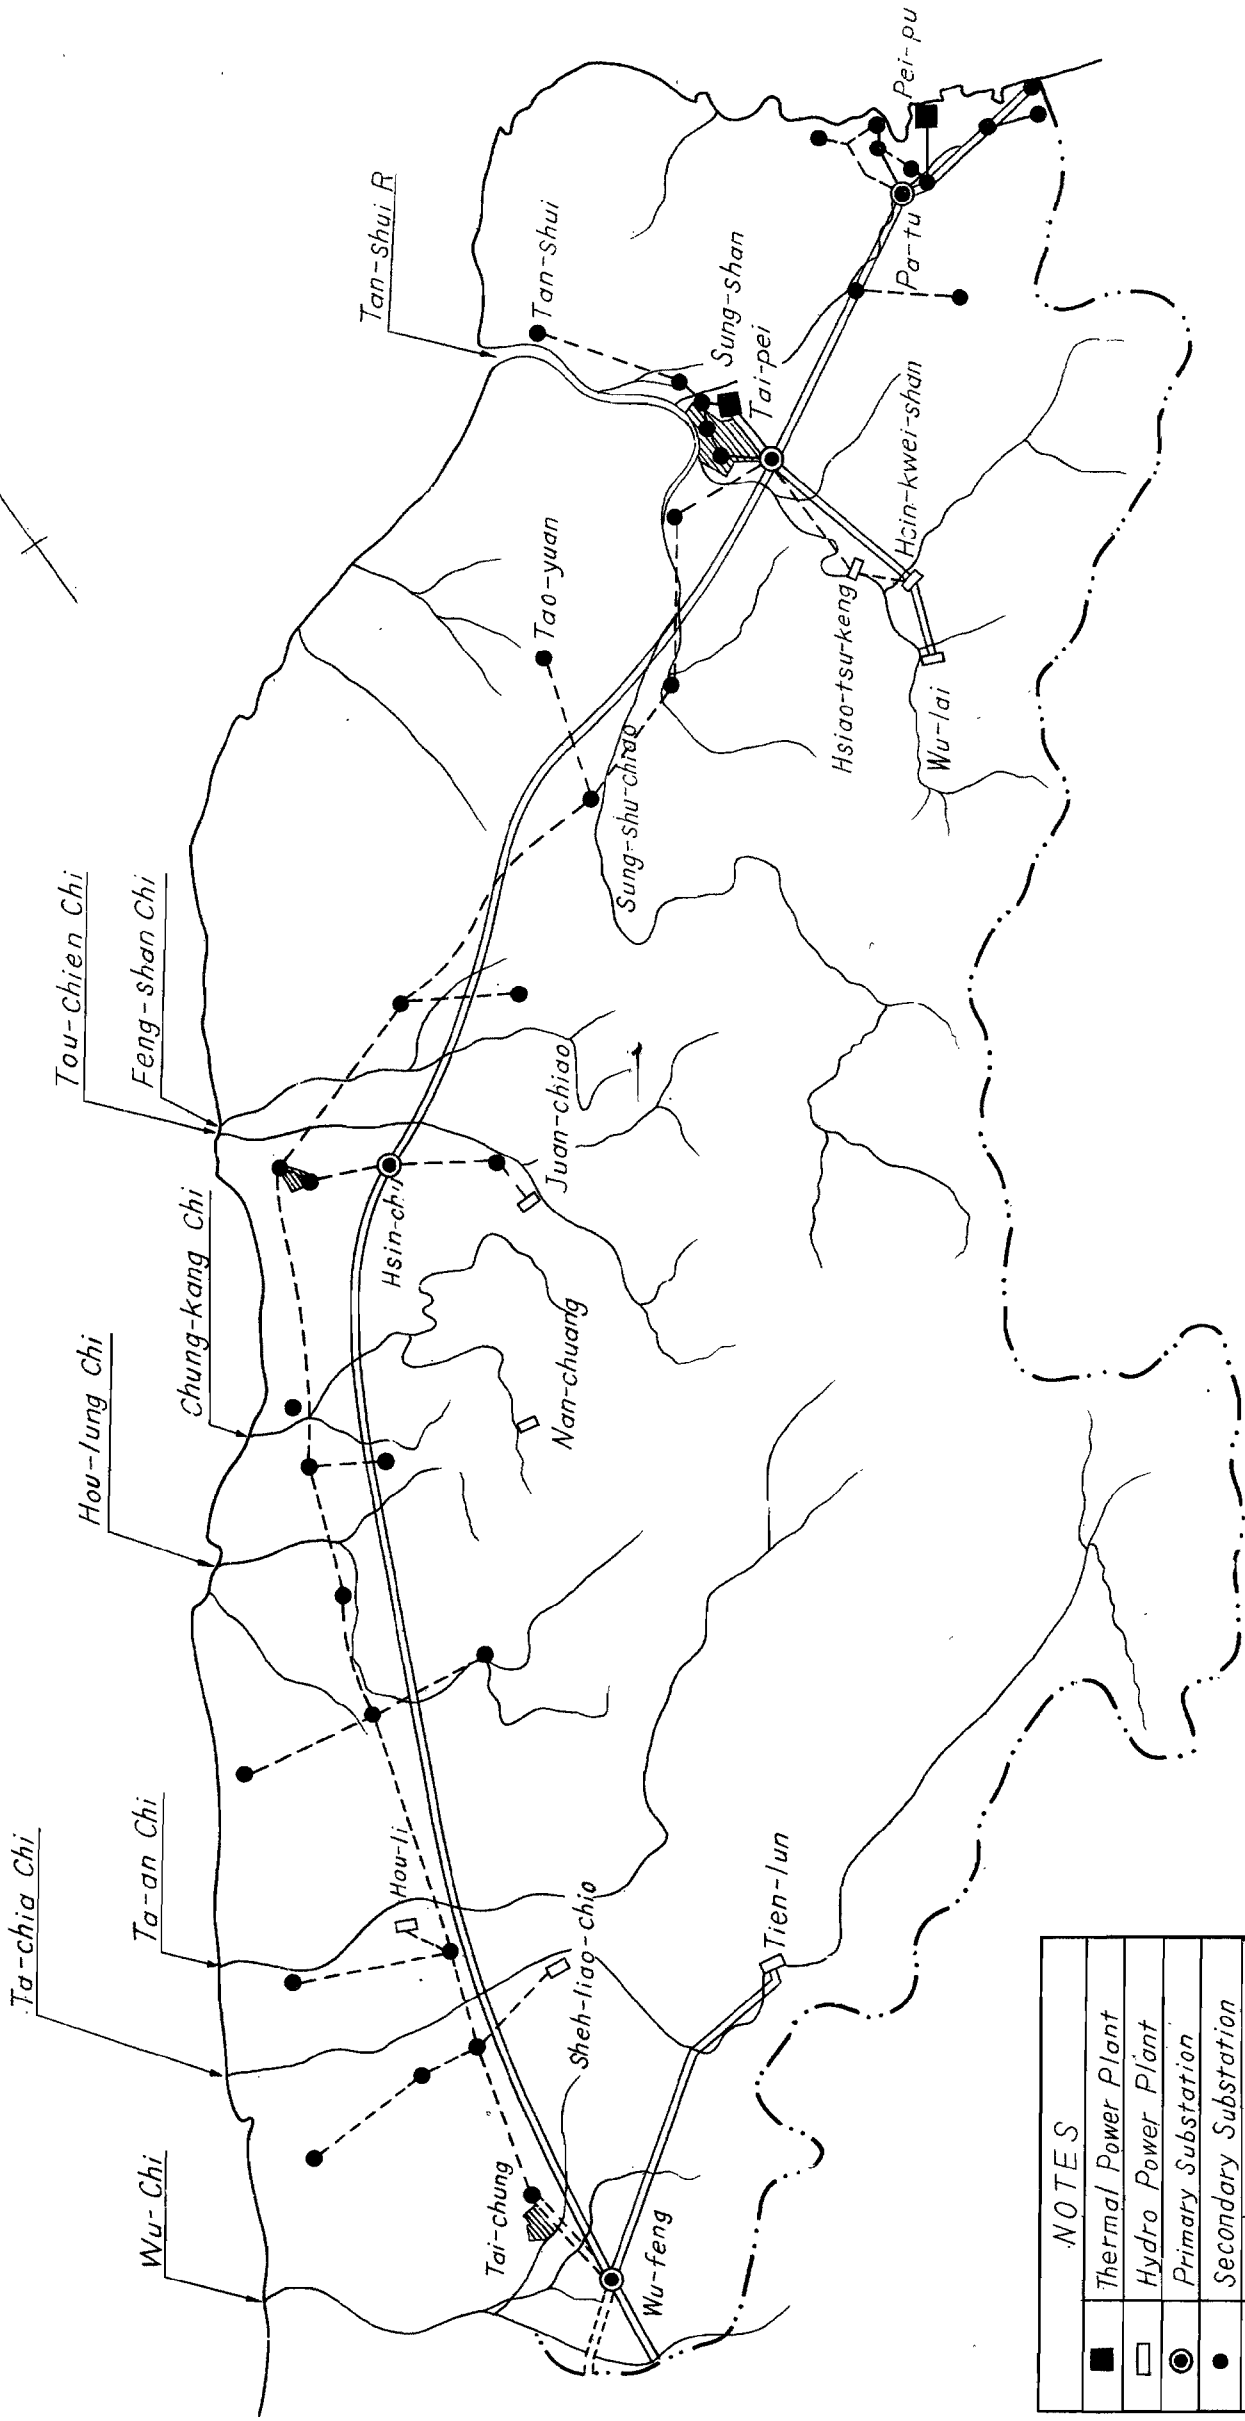 Wu-Chi
Ta-chia Chi
Ta-an Chi
Hou-lung Chi
Chung-kang Chi
Tou-chien Chi
Feng-shan Chi
Tan-shui R
Tan-shui
Sung-shan
Tai-pei
Pei-pu
Pa-tu
Tao-yuan
Sung-shu-chiao
Hsiao-tsu-keng
Hsin-kwei-shan
Wu-lai
Hsin-chu
Juan-chiao
Nan-chuang
Hou-li
Sheh-liao-chio
Tien-lun
Tai-chung
Wu-feng
NOTES
Thermal Power Plant
Hydro Power Plant
Primary Substation
Secondary Substation